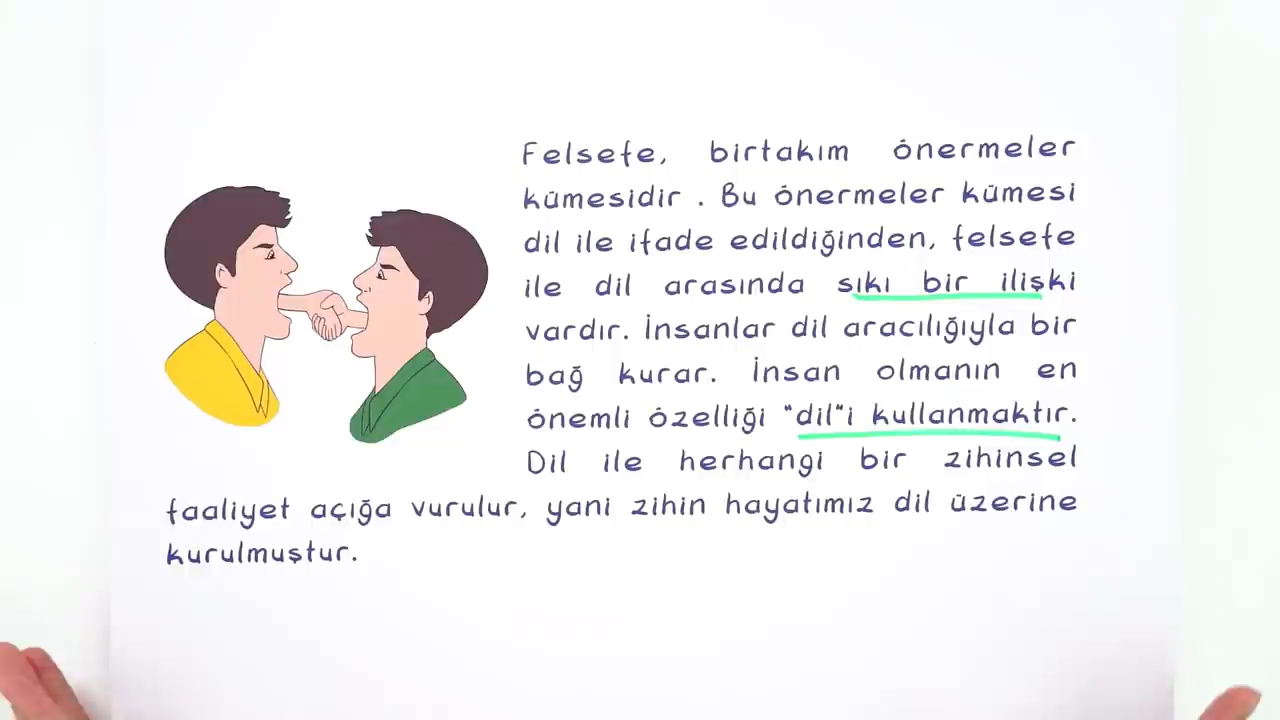 Felsefe, birtakım önermeler
kümesidir . Bu önermeler kümesi
dil ile ifade edildiğinden, felsefe
ile dil arasında sıkı bir ilişki
vardır. İnsanlar dil aracılığıyla bir
bağ kurar. İnsan olmanın en
önemli özelliği "dil"i kullanmaktır.
Dil ile herhangi bir zihinsel
faaliyet açığa vurulur, yani zihin hayatımız dil üzerine
kurulmuştur.